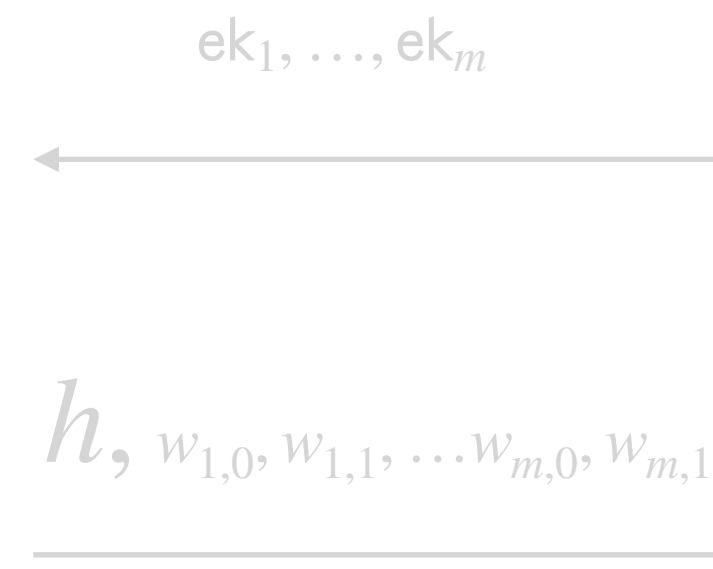 ek₁, …, ekₘ
h, w₁,₀, w₁,₁, …wₘ,₀, wₘ,₁